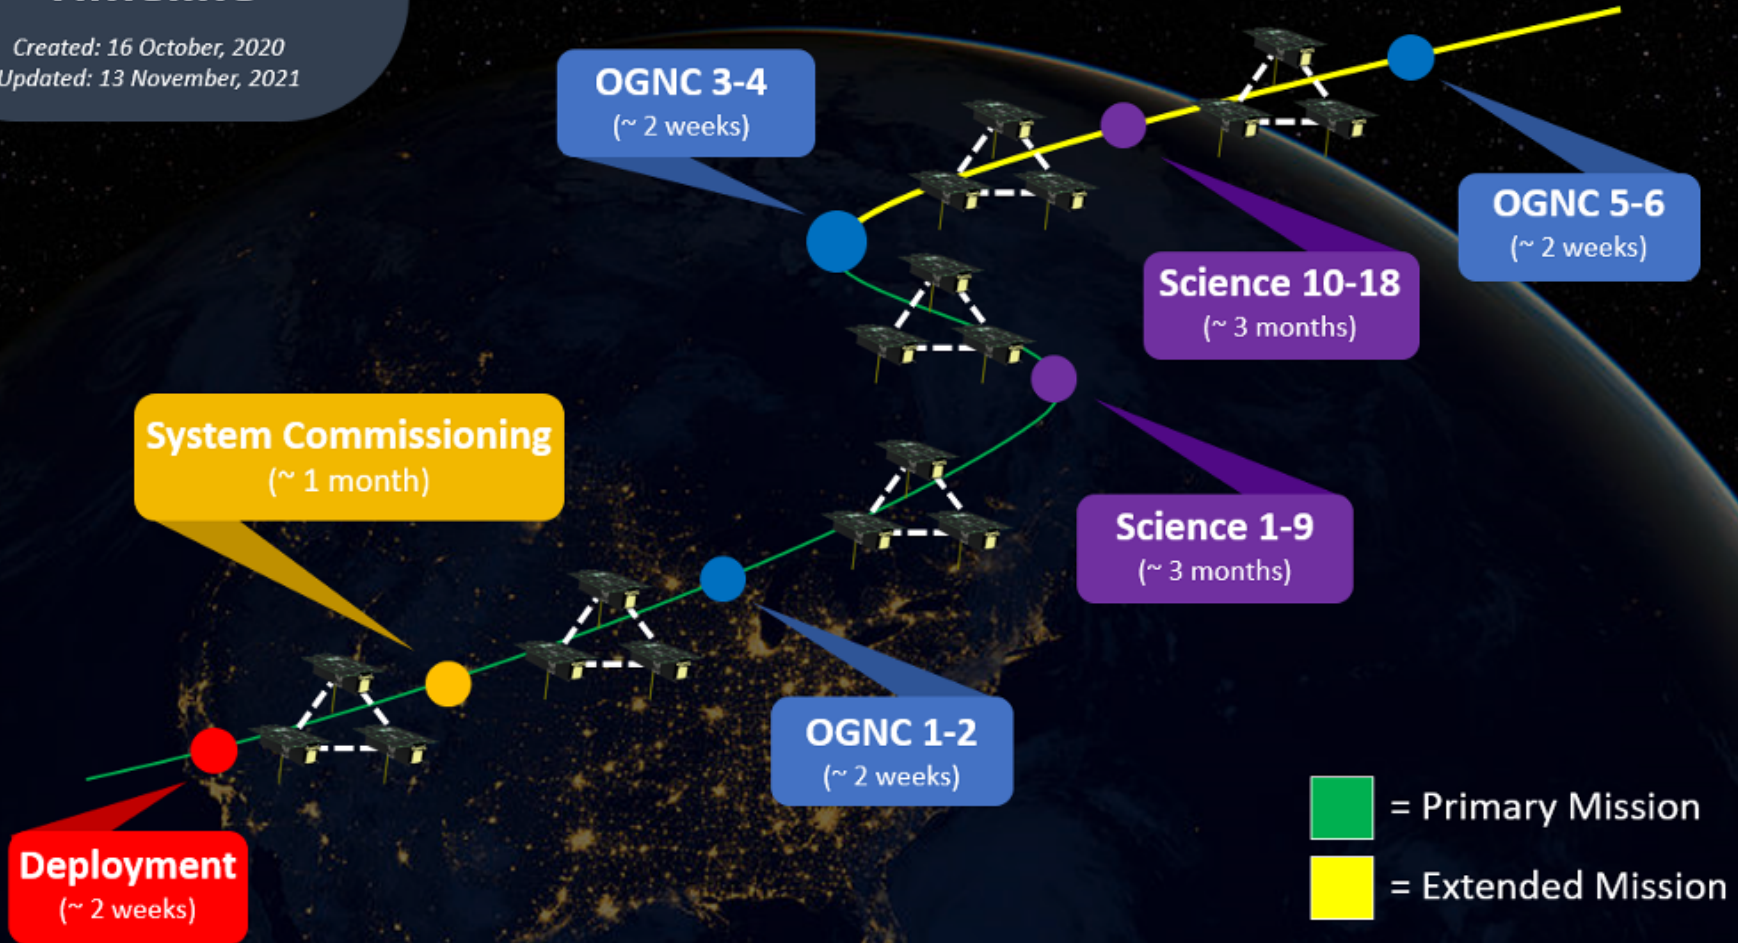 Created: 16 October, 2020
Updated: 13 November, 2021
OGNC 3-4
(~ 2 weeks)
OGNC 5-6
(~ 2 weeks)
Science 10-18
(~ 3 months)
System Commissioning
(~ 1 month)
Science 1-9
(~ 3 months)
OGNC 1-2
(~ 2 weeks)
Deployment
(~ 2 weeks)
= Primary Mission
= Extended Mission